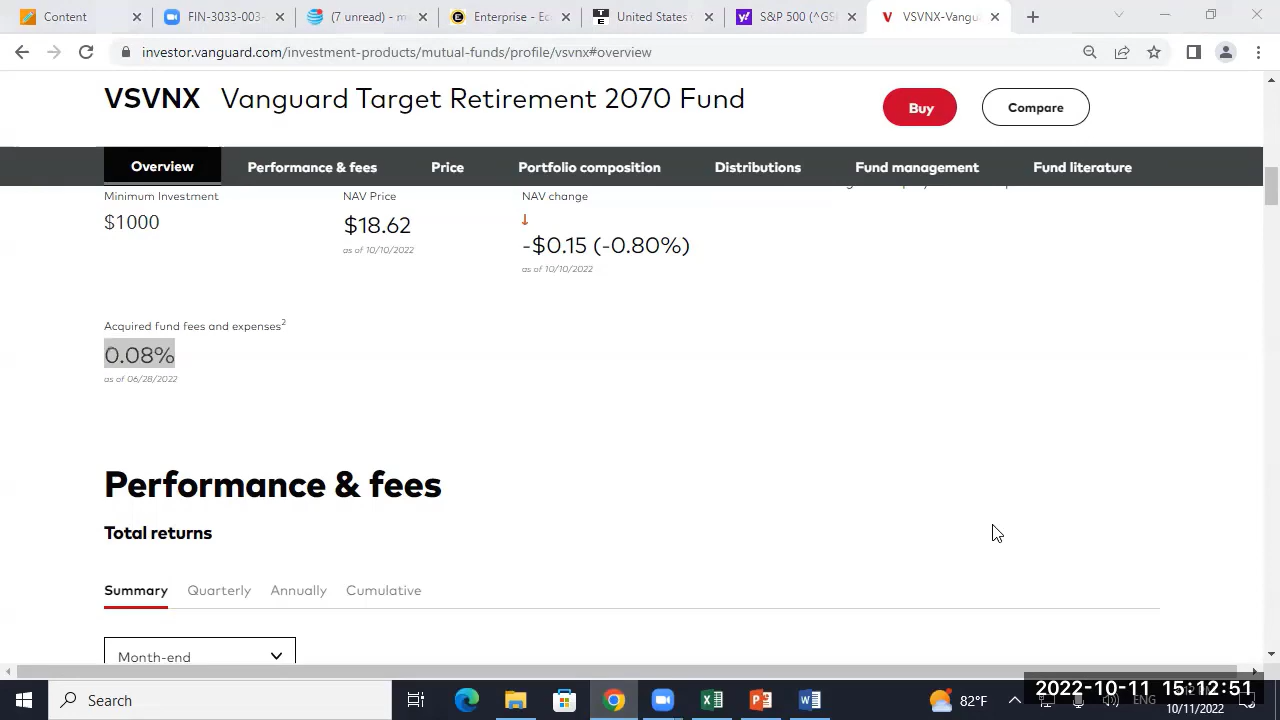 Content
FIN-3033-003-
(7 unread) - m
Enterprise - Ec
United States
S&P 500 (^GS
VSVNX-Vangu
investor.vanguard.com/investment-products/mutual-funds/profile/vsvnx#overview
VSVNX Vanguard Target Retirement 2070 Fund
Buy
Compare
Overview
Performance & fees
Price
Portfolio composition
Distributions
Fund management
Fund literature
Minimum Investment
$1000
NAV Price
$18.62
as of 10/10/2022
NAV change
-$0.15 (-0.80%)
as of 10/10/2022
Acquired fund fees and expenses2
0.08%
as of 06/28/2022
Performance & fees
Total returns
Summary
Quarterly
Annually
Cumulative
Month-end
Search
82°F
ENG
2022-10-11 15:12:51
10/11/2022